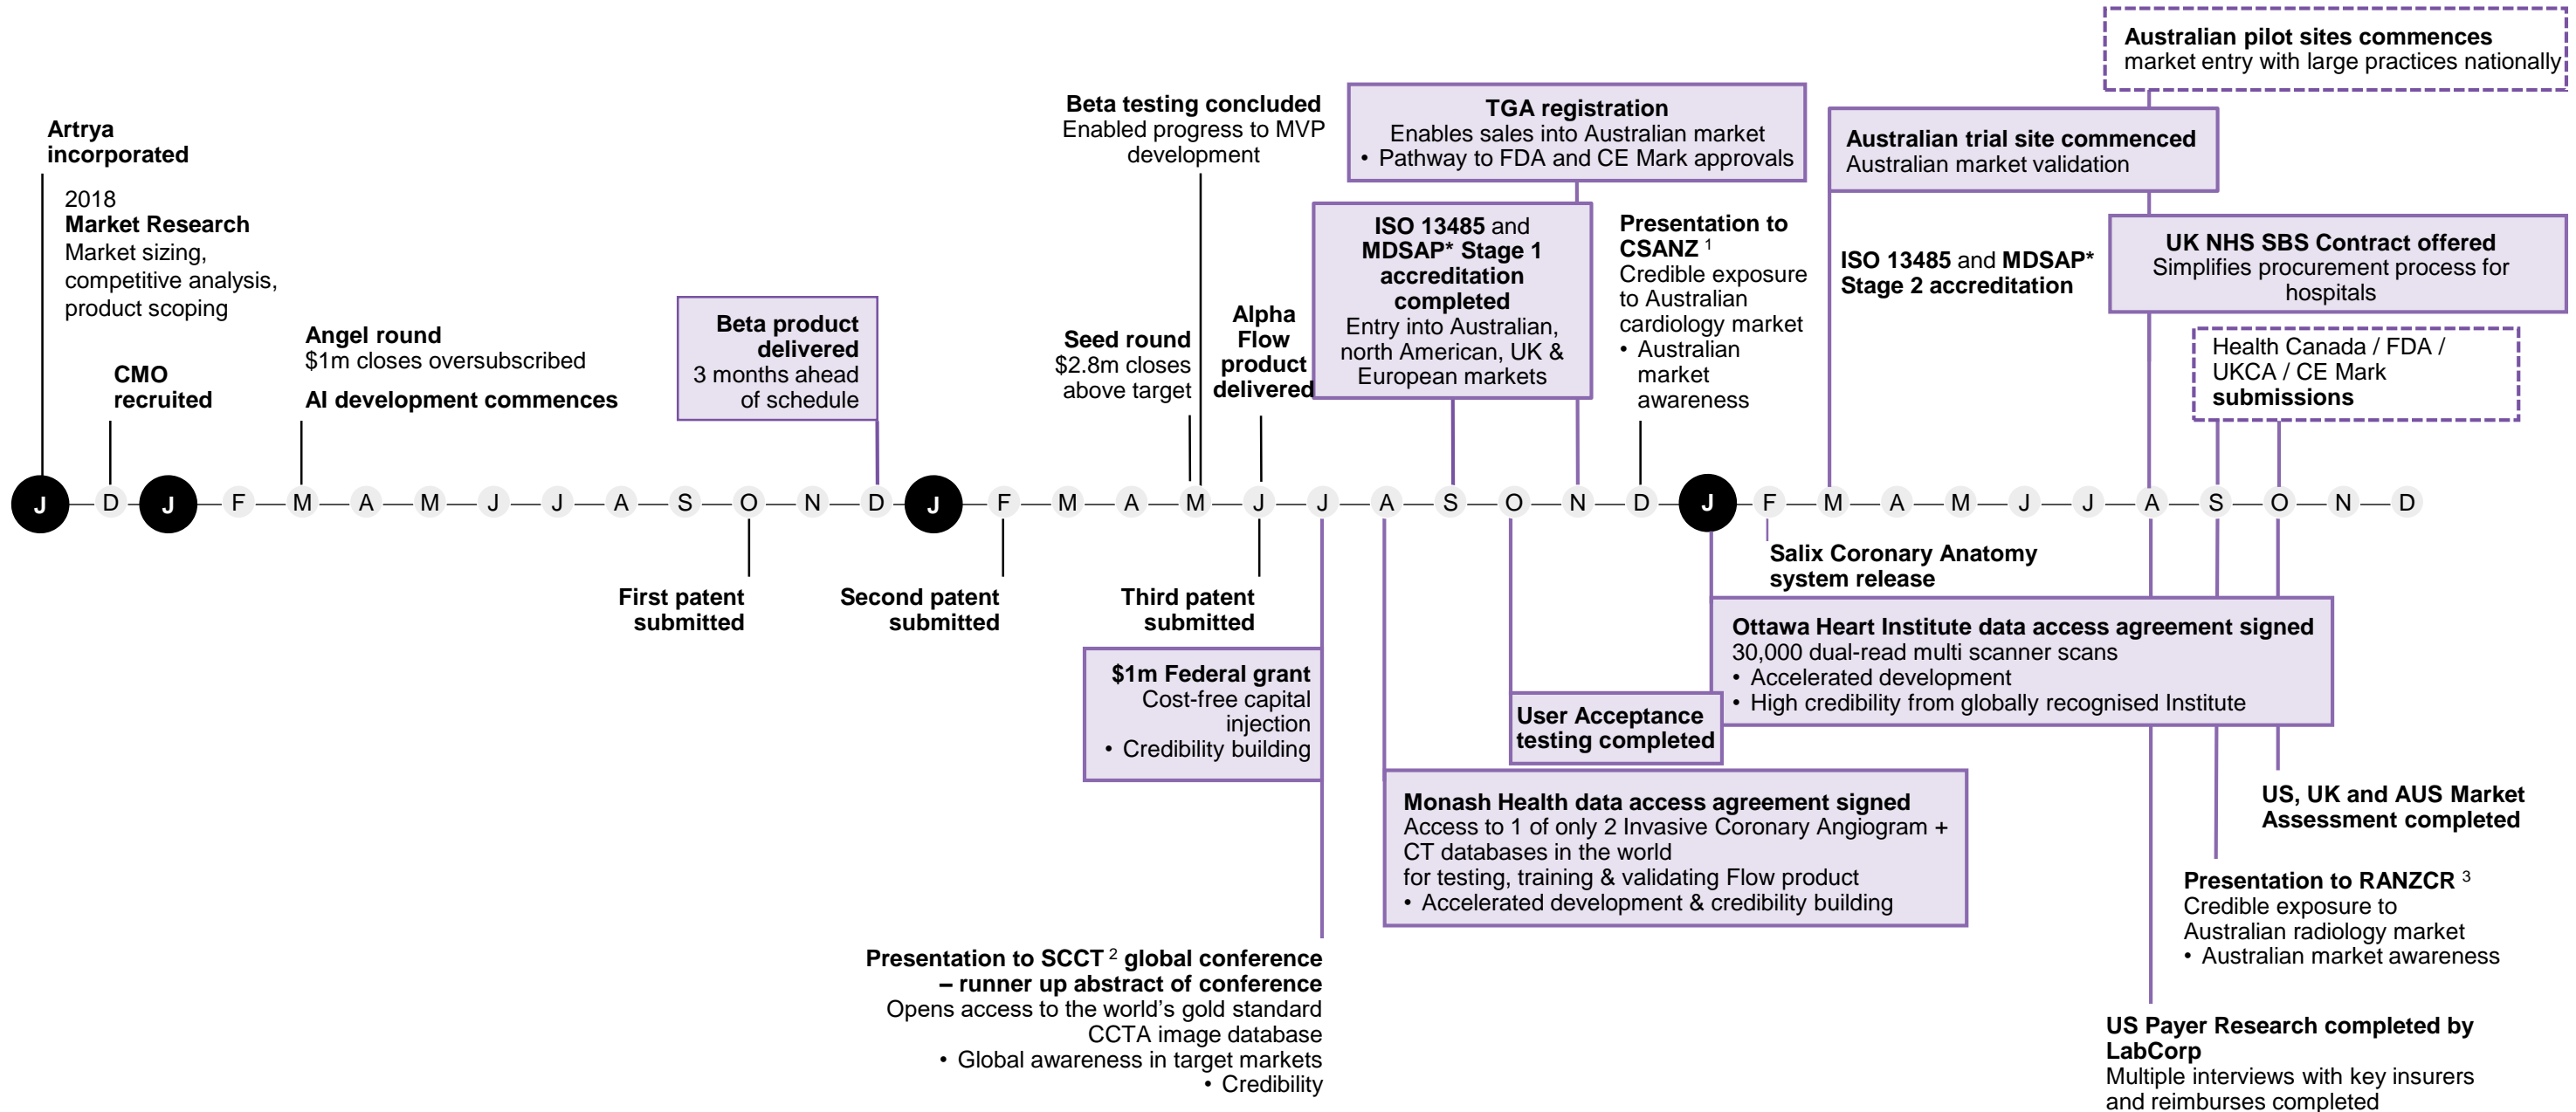 Australian pilot sites commences
market entry with large practices nationally
Artrya
incorporated
2018
Market Research
Market sizing,
competitive analysis,
product scoping
CMO
recruited
Angel round
$1m closes oversubscribed
AI development commences
Beta product
delivered
3 months ahead
of schedule
Beta testing concluded
Enabled progress to MVP
development
Seed round
$2.8m closes
above target
Alpha
Flow
product
delivered
TGA registration
Enables sales into Australian market
• Pathway to FDA and CE Mark approvals
ISO 13485 and
MDSAP* Stage 1
accreditation
completed
Entry into Australian,
north American, UK &
European markets
Presentation to
CSANZ 1
Credible exposure
to Australian
cardiology market
• Australian
market
awareness
Australian trial site commenced
Australian market validation
ISO 13485 and MDSAP*
Stage 2 accreditation
UK NHS SBS Contract offered
Simplifies procurement process for
hospitals
Health Canada / FDA /
UKCA / CE Mark
submissions
J D J F M A M J J A S O N D J F M A M J J A S O N D J F M A M J J A S O N D
First patent
submitted
Second patent
submitted
Third patent
submitted
$1m Federal grant
Cost-free capital
injection
• Credibility building
Presentation to SCCT 2 global conference
– runner up abstract of conference
Opens access to the world's gold standard
CCTA image database
• Global awareness in target markets
• Credibility
Salix Coronary Anatomy
system release
Ottawa Heart Institute data access agreement signed
30,000 dual-read multi scanner scans
• Accelerated development
• High credibility from globally recognised Institute
User Acceptance
testing completed
Monash Health data access agreement signed
Access to 1 of only 2 Invasive Coronary Angiogram +
CT databases in the world
for testing, training & validating Flow product
• Accelerated development & credibility building
US, UK and AUS Market
Assessment completed
Presentation to RANZCR 3
Credible exposure to
Australian radiology market
• Australian market awareness
US Payer Research completed by
LabCorp
Multiple interviews with key insurers
and reimburses completed